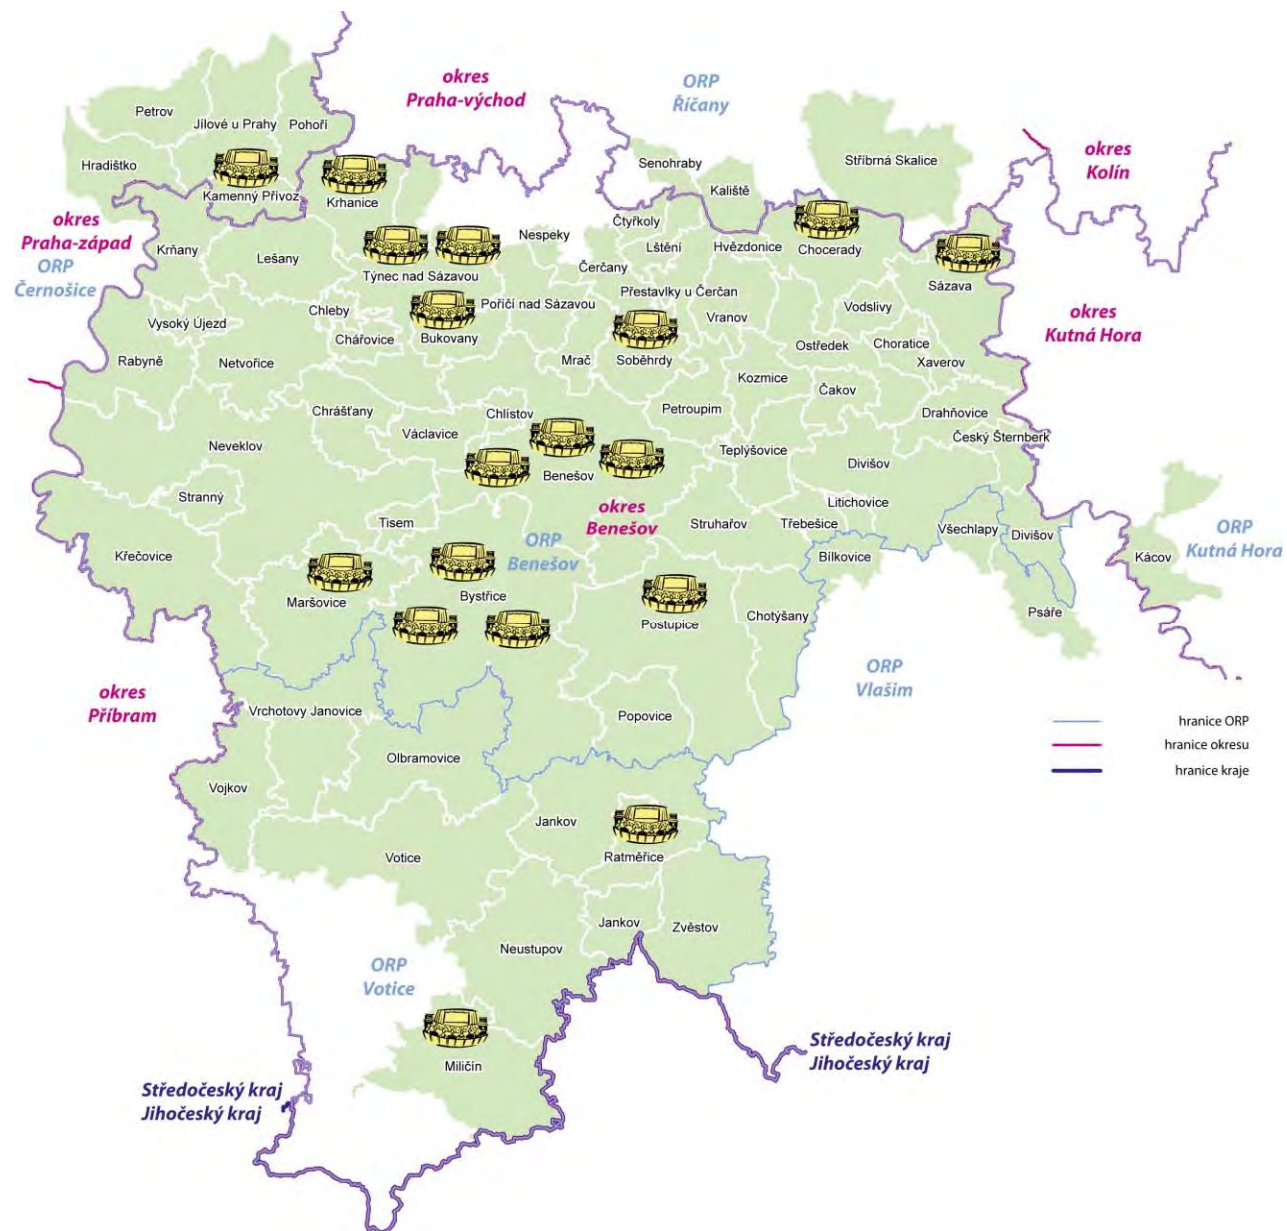 okres
Praha-východ
ORP
Říčany
Petrov
Jílové u Prahy
Pohoří
okres
Kolín
Hradištko
Senohraby
Stříbrná Skalice
Kaliště
Kamenný Přívoz
Krhanice
okres
Praha-západ
ORP
Černošice
Krňany
Lešany
Týnec nad Sázavou
Nespeky
Čtyřkoly
Lštění
Hvězdonice
Chocerady
Čerčany
Sázava
okres
Kutná Hora
Přestavlky u Čerčan
Poříčí nad Sázavou
Vysoký Újezd
Chleby
Chářovice
Bukovany
Vranov
Vodslivy
Ostředek
Choratice
Xaverov
Rabyně
Netvořice
Mrač
Soběhrdy
Kozmice
Čakov
Chrášťany
Chlístov
Petroupim
Drahňovice
Neveklov
Václavice
Český Šternberk
Benešov
Teplýšovice
Divišov
Stranný
okres
Benešov
Litichovice
Tisem
Struhařov
Třebešice
Všechlapy
Divišov
ORP
Kutná Hora
Křečovice
ORP
Benešov
Bílkovice
Kácov
Maršovice
Bystřice
Postupice
Chotýšany
Psáře
ORP
Vlašim
okres
Příbram
Vrchotovy Janovice
Popovice
hranice ORP
hranice okresu
hranice kraje
Olbramovice
Vojkov
Jankov
Votice
Ratměřice
Jankov
Zvěstov
Neustupov
ORP
Votice
Miličín
Středočeský kraj
Jihočeský kraj
Středočeský kraj
Jihočeský kraj